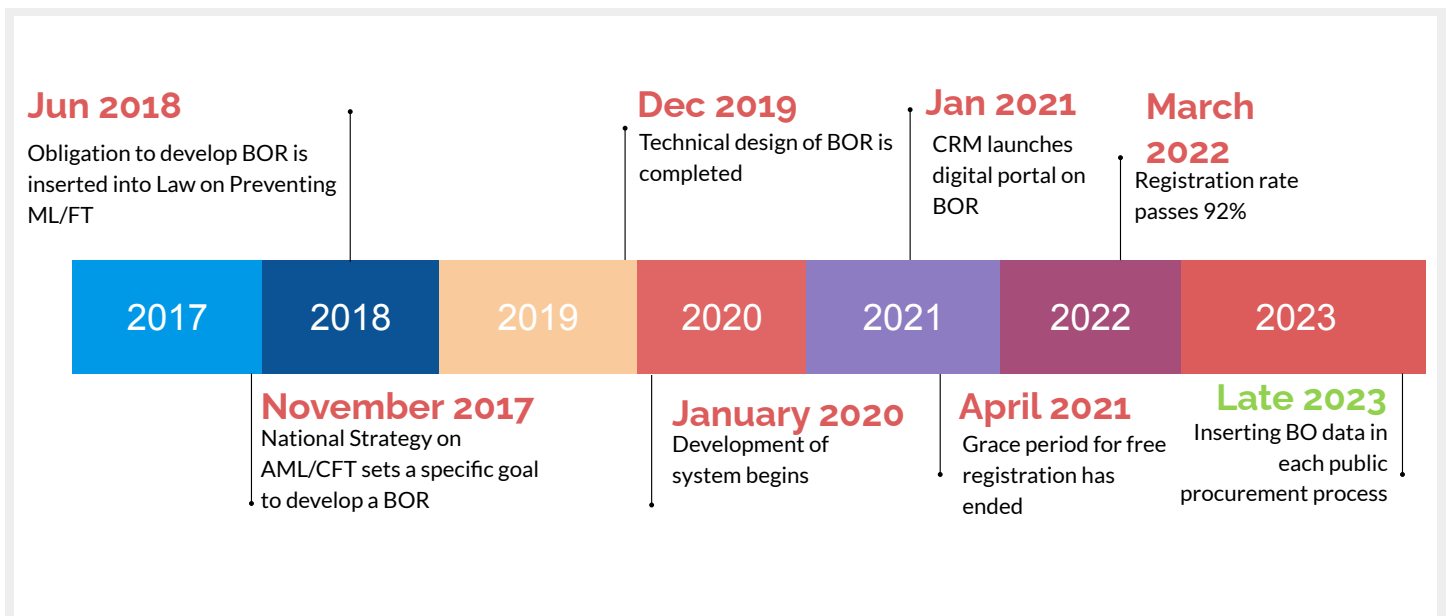 Jun 2018
Obligation to develop BOR is
inserted into Law on Preventing
ML/FT
Dec 2019
Technical design of BOR is
completed
Jan 2021
CRM launches
digital portal on
BOR
March
2022
Registration rate
passes 92%
2017
2018
2019
2020
2021
2022
2023
November 2017
National Strategy on
AML/CFT sets a specific goal
to develop a BOR
January 2020
Development of
system begins
April 2021
Grace period for free
registration has
ended
Late 2023
Inserting BO data in
each public
procurement process